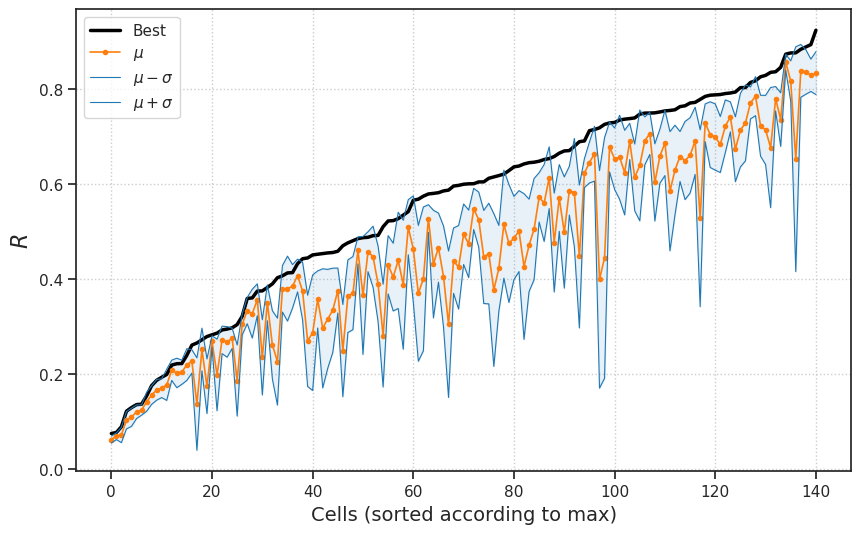 Best
μ
μ − σ
μ + σ
R
0.8
0.6
0.4
0.2
0.0
0 20 40 60 80 100 120 140
Cells (sorted according to max)